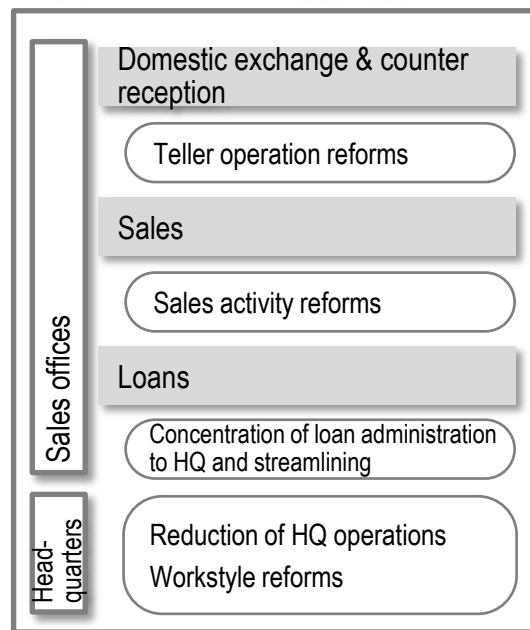 Sales offices
Domestic exchange & counter
reception
Teller operation reforms
Sales
Sales activity reforms
Loans
Concentration of loan administration
to HQ and streamlining
Head-
quarters
Reduction of HQ operations
Workstyle reforms